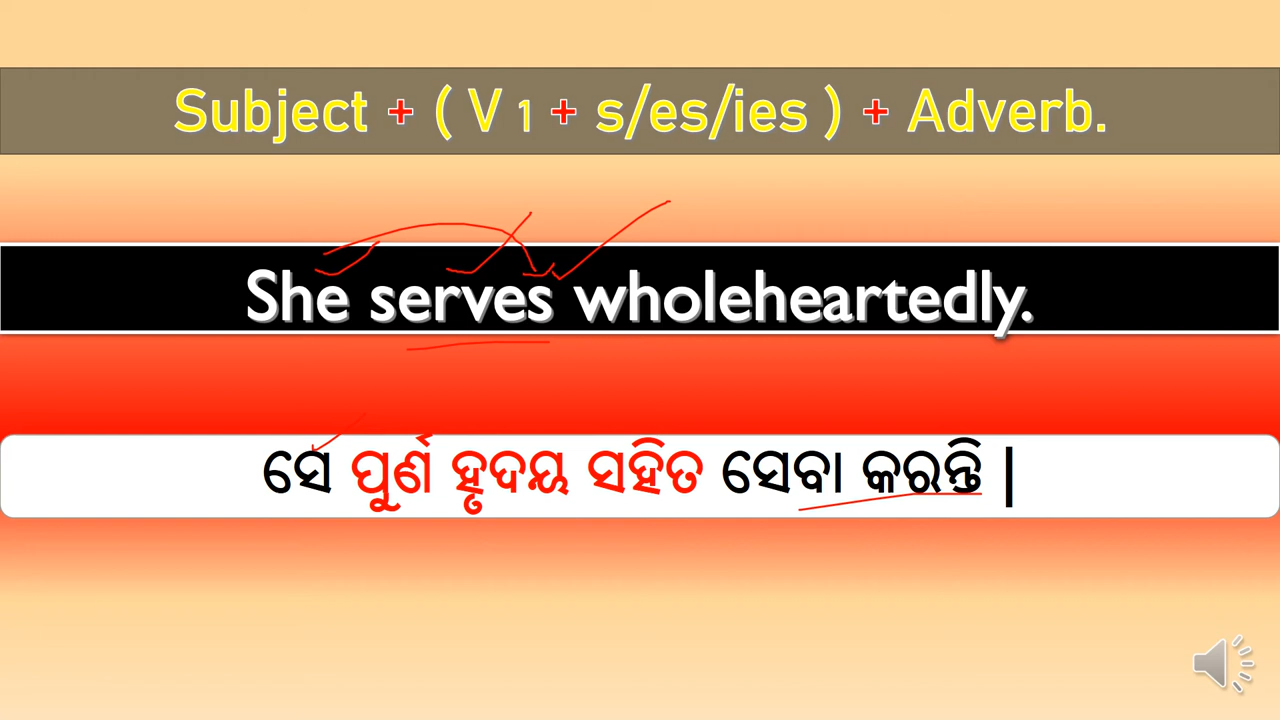 Subject + ( V 1 + s/es/ies ) + Adverb.
She serves wholeheartedly.
ସେ ପୁର୍ଣ ହୃଦୟ ସହିତ ସେବା କରନ୍ତି |